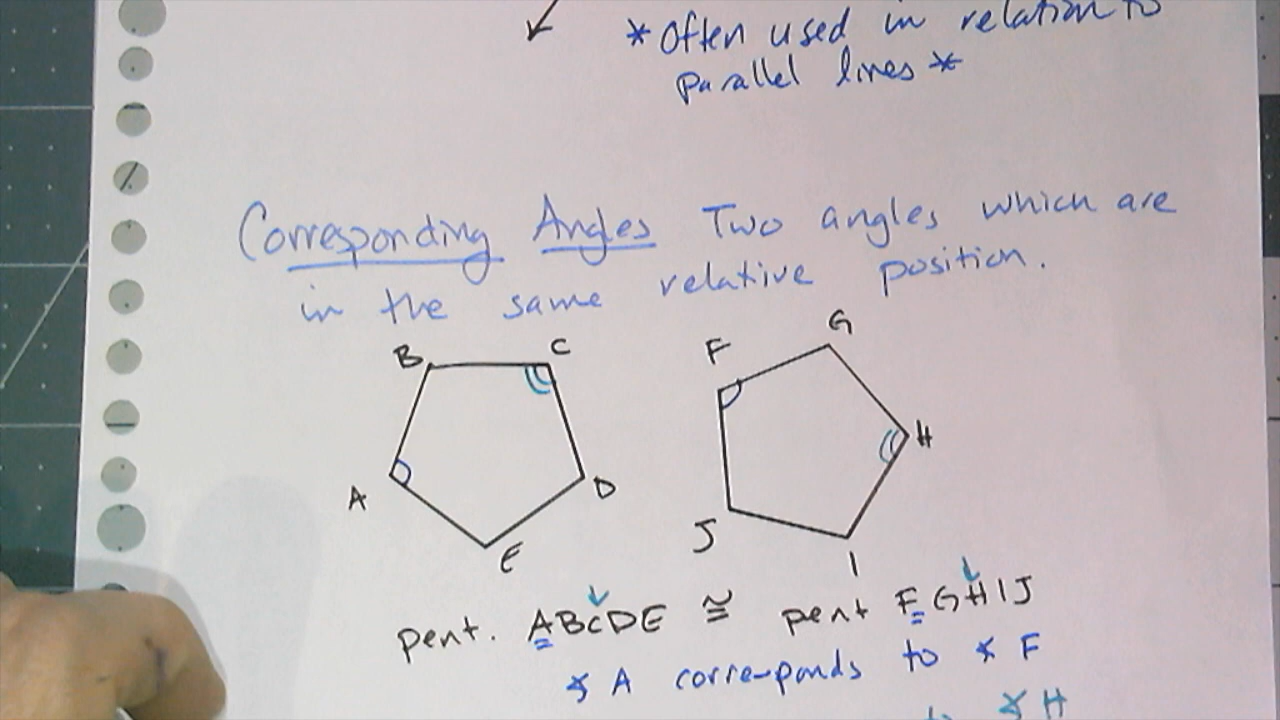 *Often used in relation to
parallel lines*
Corresponding Angles Two angles which are
in the same relative position.
G
B C F
H
A D
J
E I
pent. ABCDE ≅ pent FGHIJ
∡ A corresponds to ∡ F
to ∡ H